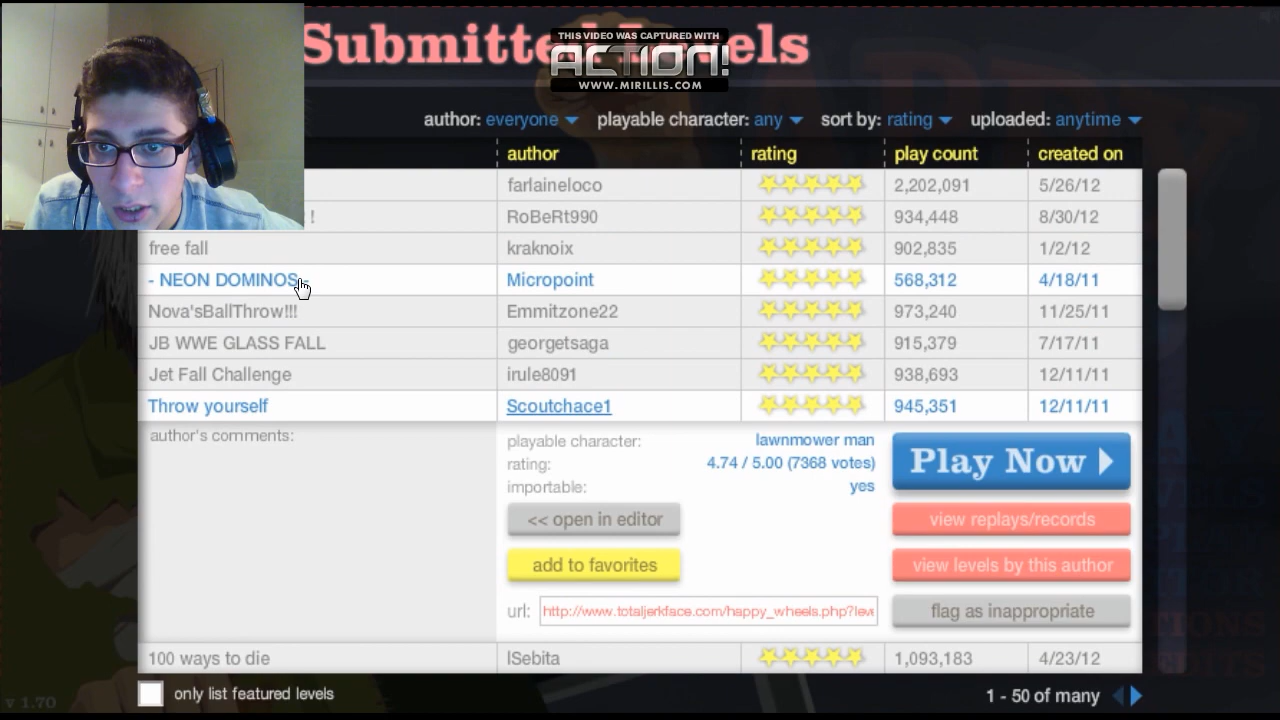 Submitted Levels
THIS VIDEO WAS CAPTURED WITH
ACTION!
WWW.MIRILLIS.COM
author: everyone playable character: any sort by: rating uploaded: anytime
author rating play count created on
farlaineloco 2,202,091 5/26/12
! RoBeRt990 934,448 8/30/12
free fall kraknoix 902,835 1/2/12
- NEON DOMINOS Micropoint 568,312 4/18/11
Nova'sBallThrow!!! Emmitzone22 973,240 11/25/11
JB WWE GLASS FALL georgetsaga 915,379 7/17/11
Jet Fall Challenge irule8091 938,693 12/11/11
Throw yourself Scoutchace1 945,351 12/11/11
author's comments:
playable character: lawnmower man
rating: 4.74 / 5.00 (7368 votes)
importable: yes
Play Now
<< open in editor
view replays/records
add to favorites
view levels by this author
url: http://www.totaljerkface.com/happy_wheels.php?leve
flag as inappropriate
100 ways to die ISebita 1,093,183 4/23/12
only list featured levels
1 - 50 of many
v 1.70